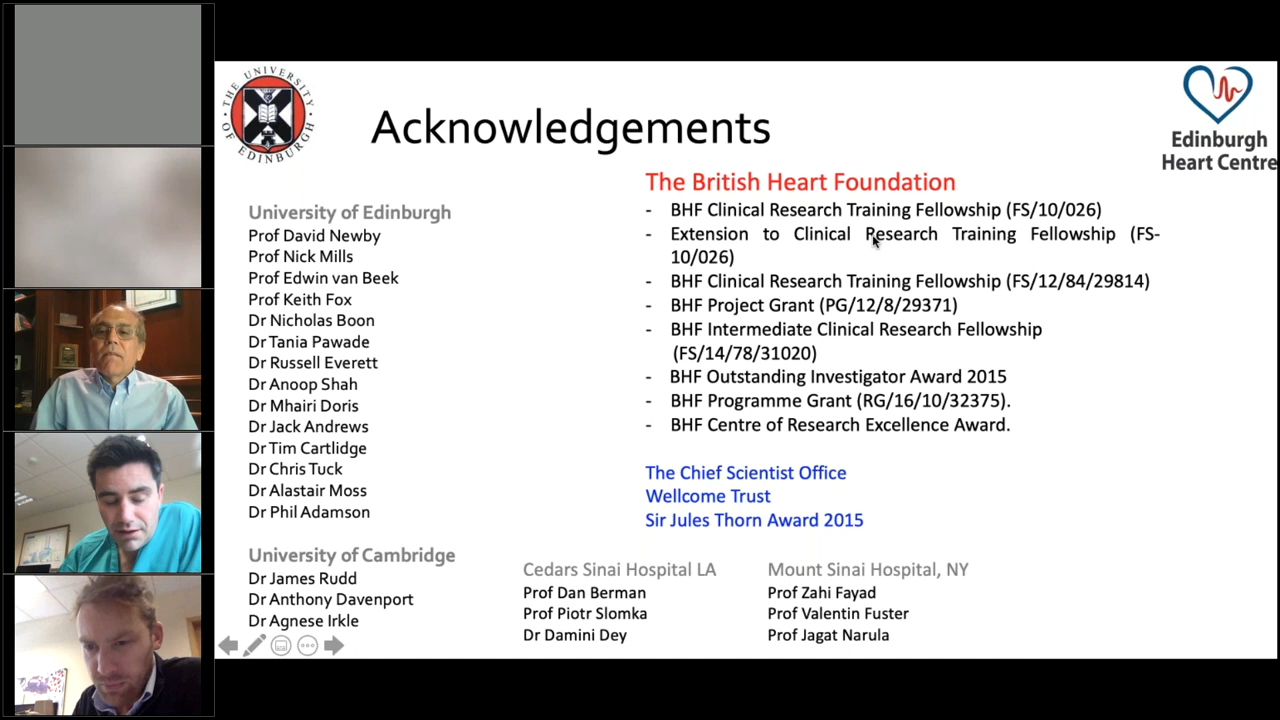 THE UNIVERSITY OF EDINBURGH
Acknowledgements
Edinburgh
Heart Centre
University of Edinburgh
Prof David Newby
Prof Nick Mills
Prof Edwin van Beek
Prof Keith Fox
Dr Nicholas Boon
Dr Tania Pawade
Dr Russell Everett
Dr Anoop Shah
Dr Mhairi Doris
Dr Jack Andrews
Dr Tim Cartlidge
Dr Chris Tuck
Dr Alastair Moss
Dr Phil Adamson
University of Cambridge
Dr James Rudd
Dr Anthony Davenport
Dr Agnese Irkle
The British Heart Foundation
- BHF Clinical Research Training Fellowship (FS/10/026)
- Extension to Clinical Research Training Fellowship (FS-
10/026)
- BHF Clinical Research Training Fellowship (FS/12/84/29814)
- BHF Project Grant (PG/12/8/29371)
- BHF Intermediate Clinical Research Fellowship
(FS/14/78/31020)
- BHF Outstanding Investigator Award 2015
- BHF Programme Grant (RG/16/10/32375).
- BHF Centre of Research Excellence Award.
The Chief Scientist Office
Wellcome Trust
Sir Jules Thorn Award 2015
Cedars Sinai Hospital LA
Prof Dan Berman
Prof Piotr Slomka
Dr Damini Dey
Mount Sinai Hospital, NY
Prof Zahi Fayad
Prof Valentin Fuster
Prof Jagat Narula